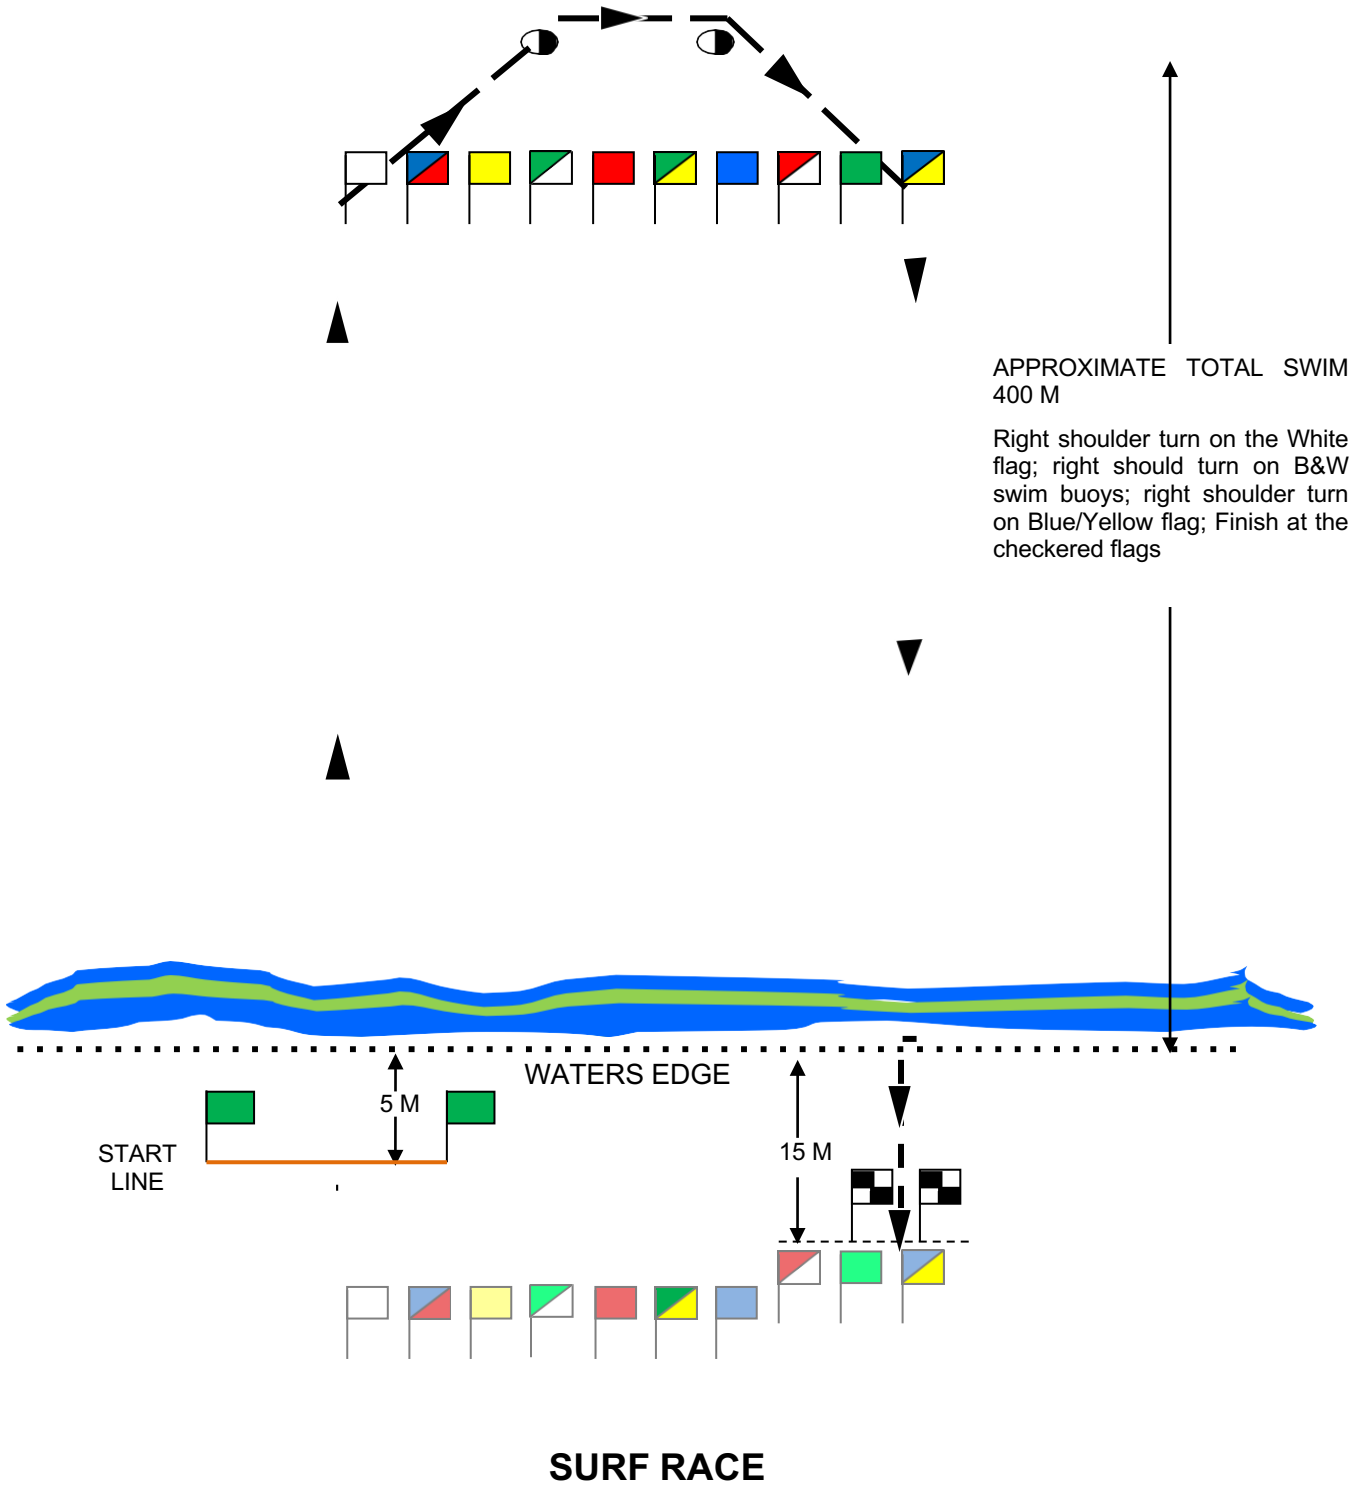 APPROXIMATE TOTAL SWIM
400 M
Right shoulder turn on the White
flag; right should turn on B&W
swim buoys; right shoulder turn
on Blue/Yellow flag; Finish at the
checkered flags
WATERS EDGE
5 M
START
LINE
15 M
SURF RACE